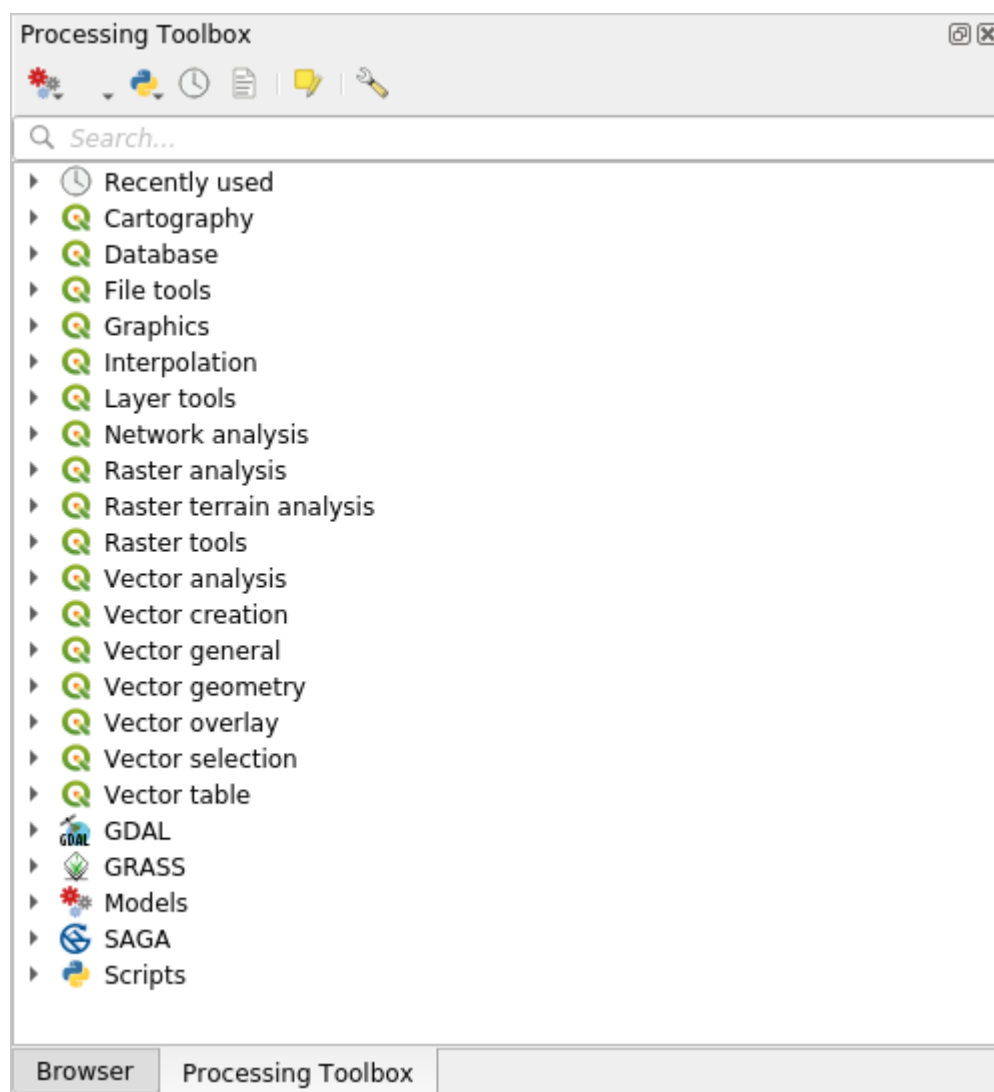 Processing Toolbox
Search...
Recently used
Cartography
Database
File tools
Graphics
Interpolation
Layer tools
Network analysis
Raster analysis
Raster terrain analysis
Raster tools
Vector analysis
Vector creation
Vector general
Vector geometry
Vector overlay
Vector selection
Vector table
GDAL GDAL
GRASS
Models
SAGA
Scripts
Browser Processing Toolbox